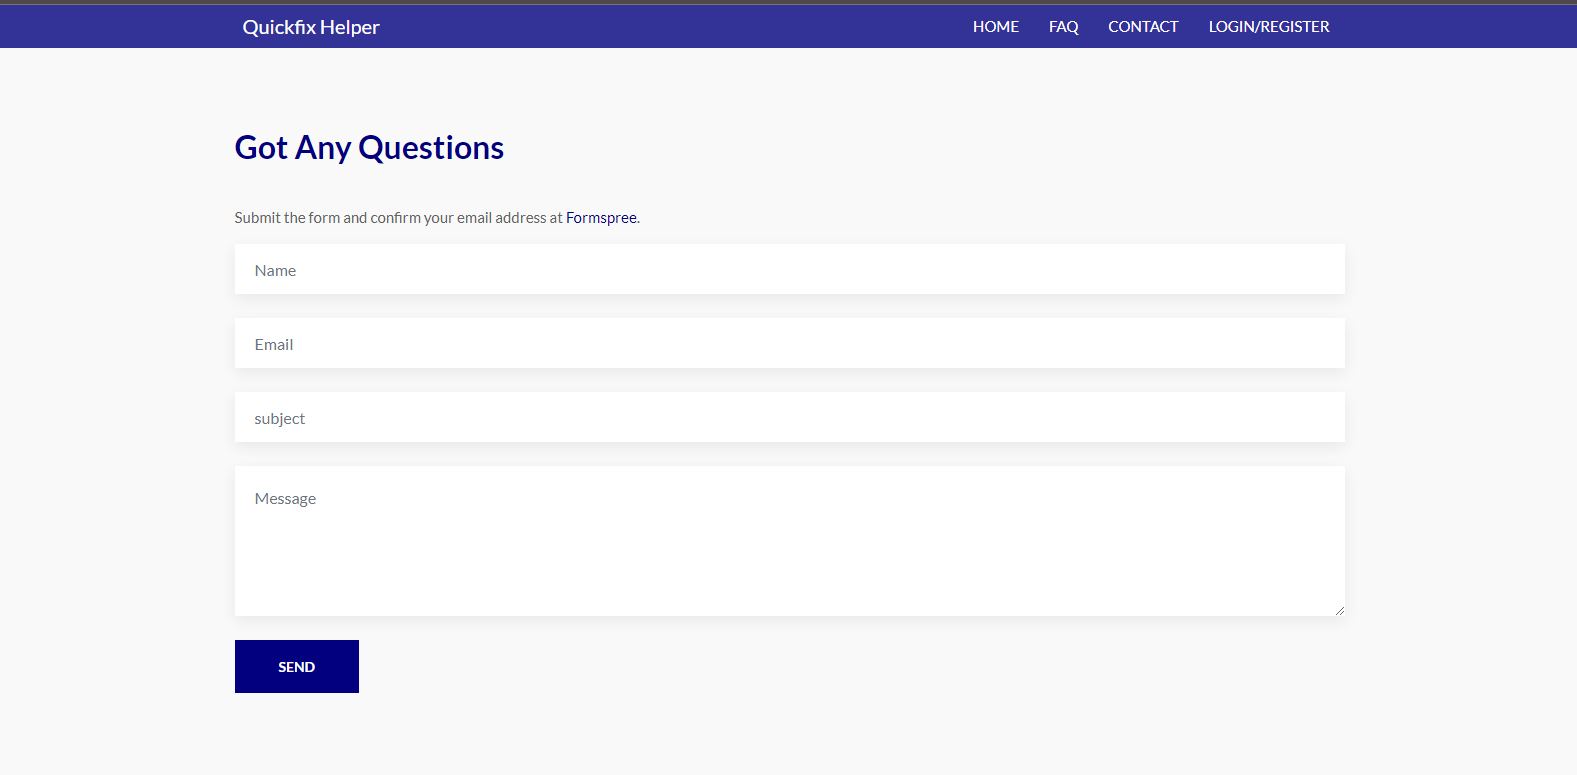 Quickfix Helper HOME FAQ CONTACT LOGIN/REGISTER
Got Any Questions
Submit the form and confirm your email address at Formspree.
Name
Email
subject
Message
SEND